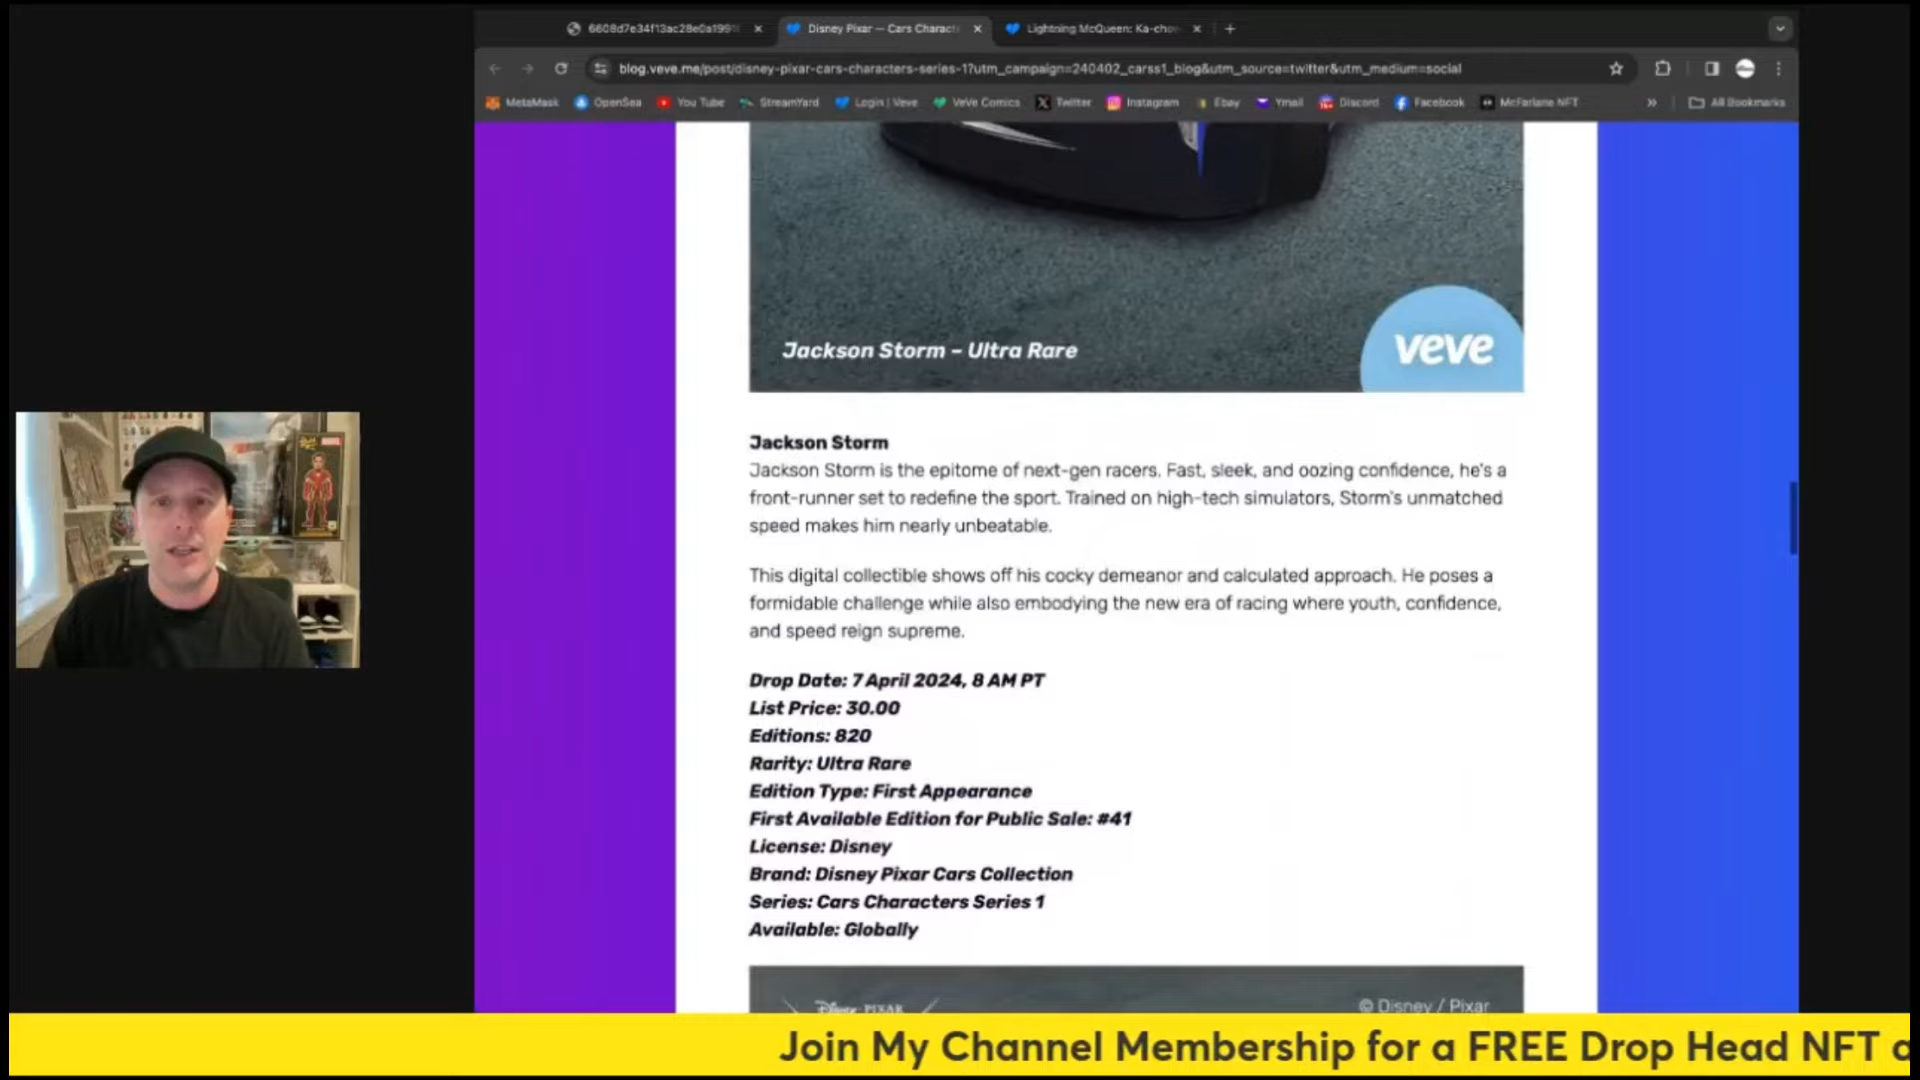 6608d7e34f13ac28e0a199
Disney Pixar — Cars Charact
Lightning McQueen: Ka-cho
blog.veve.me/post/disney-pixar-cars-characters-series-1?utm_campaign=240402_carss1_blog&utm_source=twitter&utm_medium=social
MetaMask OpenSea You Tube StreamYard Login | Veve VeVe Comics Twitter Instagram Ebay Ymail Discord Facebook McFarlane NFT » All Bookmarks
Jackson Storm – Ultra Rare
veve
Jackson Storm
Jackson Storm is the epitome of next-gen racers. Fast, sleek, and oozing confidence, he's a
front-runner set to redefine the sport. Trained on high-tech simulators, Storm's unmatched
speed makes him nearly unbeatable.
This digital collectible shows off his cocky demeanor and calculated approach. He poses a
formidable challenge while also embodying the new era of racing where youth, confidence,
and speed reign supreme.
Drop Date: 7 April 2024, 8 AM PT
List Price: 30.00
Editions: 820
Rarity: Ultra Rare
Edition Type: First Appearance
First Available Edition for Public Sale: #41
License: Disney
Brand: Disney Pixar Cars Collection
Series: Cars Characters Series 1
Available: Globally
Disney · PIXAR
© Disney / Pixar
Join My Channel Membership for a FREE Drop Head NFT